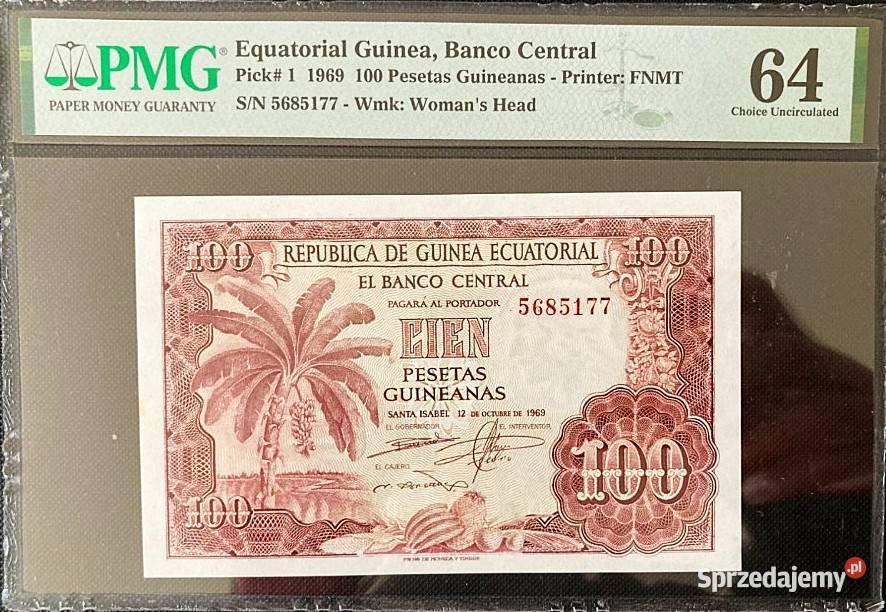 PMG®
PAPER MONEY GUARANTY
Equatorial Guinea, Banco Central
Pick# 1 1969 100 Pesetas Guineanas - Printer: FNMT
S/N 5685177 - Wmk: Woman's Head
64
Choice Uncirculated
100
100
REPUBLICA DE GUINEA ECUATORIAL
EL BANCO CENTRAL
PAGARÁ AL PORTADOR
5685177
CIEN
PESETAS
GUINEANAS
SANTA ISABEL 12 DE OCTUBRE DE 1969
EL GOBERNADOR
EL INTERVENTOR
EL CAJERO
100
100
Sprzedajemy.pl